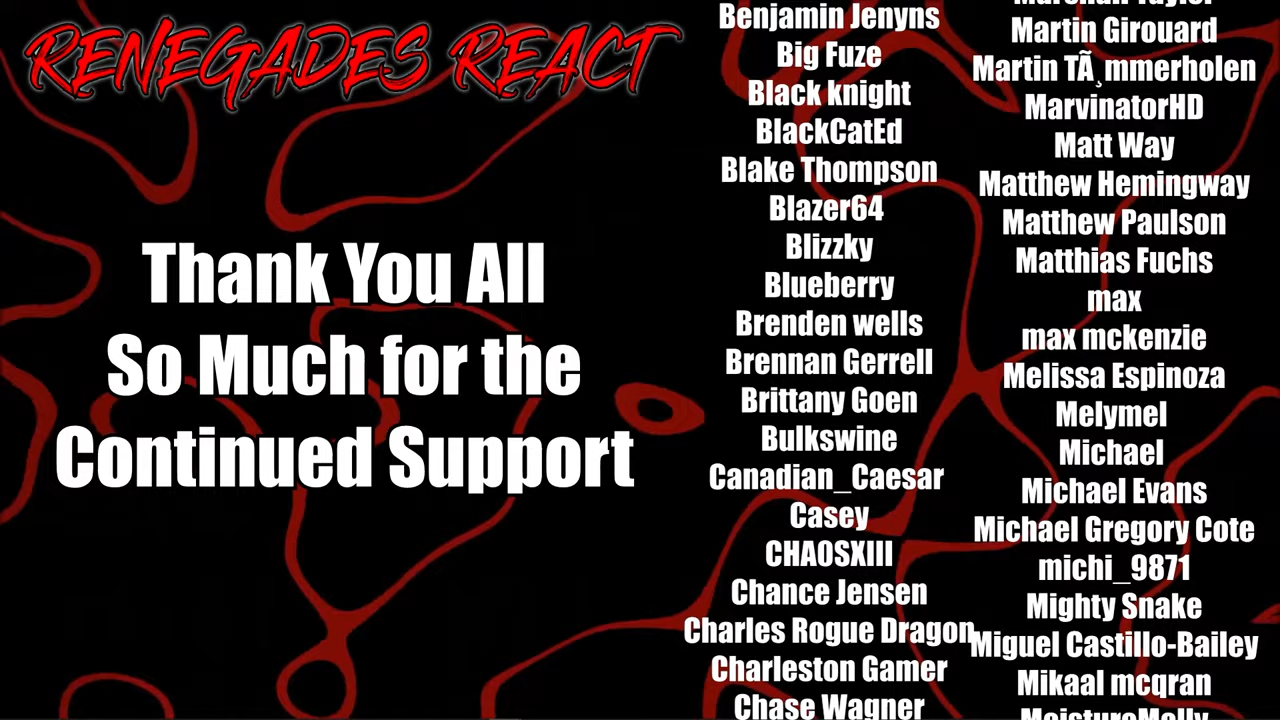 RENEGADES REACT
Thank You All
So Much for the
Continued Support
Benjamin Jenyns
Big Fuze
Black knight
BlackCatEd
Blake Thompson
Blazer64
Blizzky
Blueberry
Brenden wells
Brennan Gerrell
Brittany Goen
Bulkswine
Canadian_Caesar
Casey
CHAOSXIII
Chance Jensen
Charles Rogue Dragon
Charleston Gamer
Chase Wagner
Martin Girouard
Martin TÃ¸mmerholen
MarvinatorHD
Matt Way
Matthew Hemingway
Matthew Paulson
Matthias Fuchs
max
max mckenzie
Melissa Espinoza
Melymel
Michael
Michael Evans
Michael Gregory Cote
michi_9871
Mighty Snake
Miguel Castillo-Bailey
Mikaal mcqran